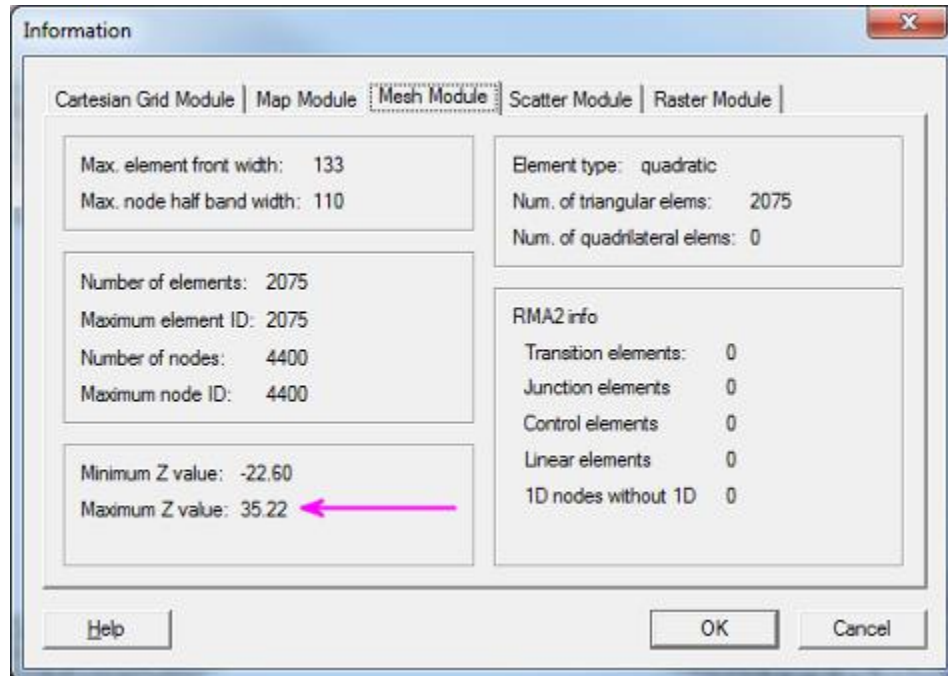 Information
Cartesian Grid Module | Map Module | Mesh Module | Scatter Module | Raster Module
Max. element front width: 133
Max. node half band width: 110
Number of elements: 2075
Maximum element ID: 2075
Number of nodes: 4400
Maximum node ID: 4400
Minimum Z value: -22.60
Maximum Z value: 35.22
Element type: quadratic
Num. of triangular elems: 2075
Num. of quadrilateral elems: 0
RMA2 info
Transition elements: 0
Junction elements 0
Control elements 0
Linear elements 0
1D nodes without 1D 0
Help
OK
Cancel